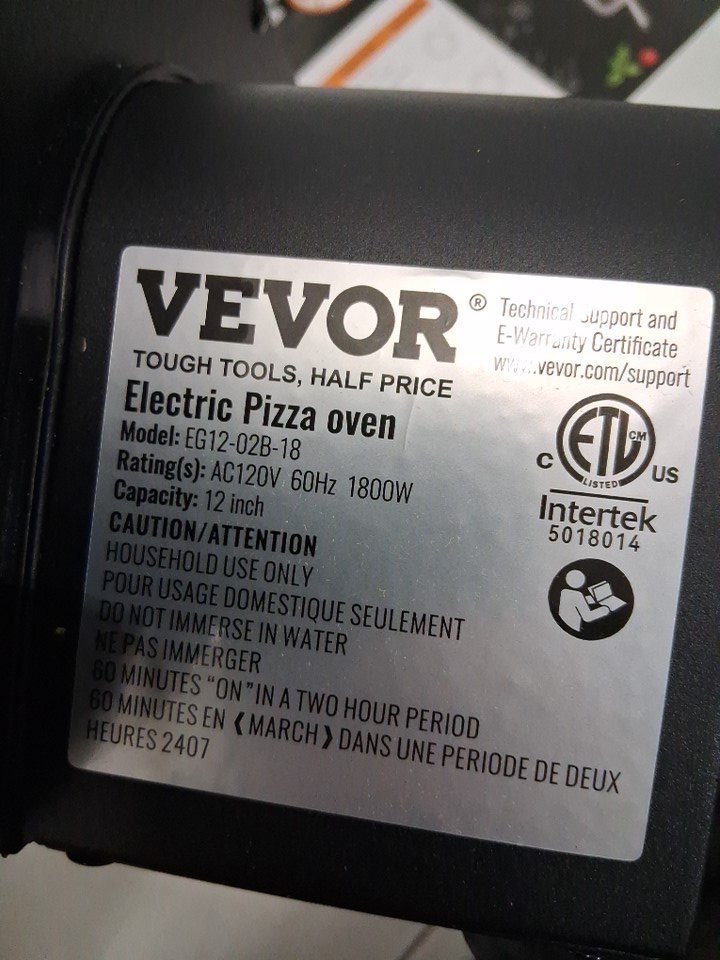 VEVOR®
TOUGH TOOLS, HALF PRICE
Technical Support and
E-Warranty Certificate
www.vevor.com/support
Electric Pizza oven
Model: EG12-02B-18
Rating(s): AC120V 60Hz 1800W
Capacity: 12 inch
CAUTION/ATTENTION
HOUSEHOLD USE ONLY
POUR USAGE DOMESTIQUE SEULEMENT
DO NOT IMMERSE IN WATER
NE PAS IMMERGER
60 MINUTES “ON”IN A TWO HOUR PERIOD
60 MINUTES EN 《MARCH》 DANS UNE PERIODE DE DEUX
HEURES 2407
ETL CM
LISTED
C US
Intertek
5018014